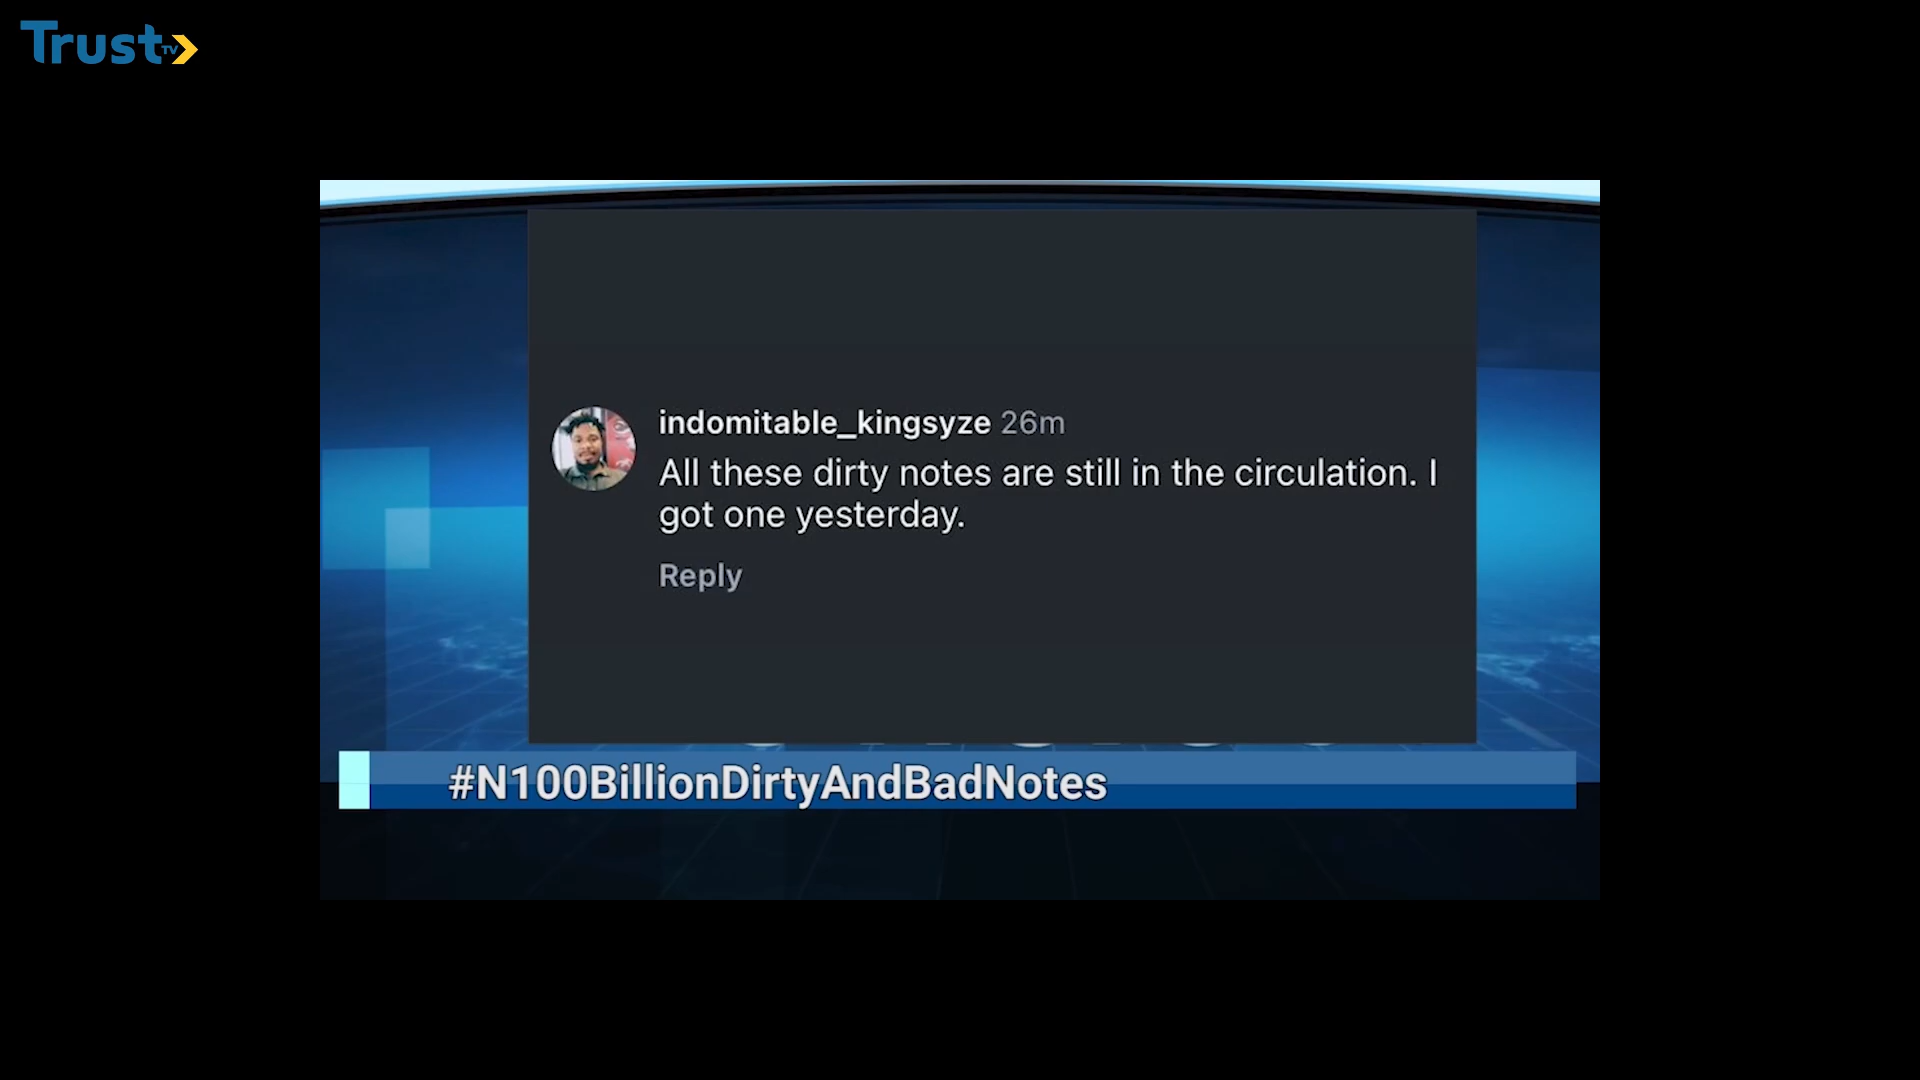 Trust TV
indomitable_kingsyze 26m
All these dirty notes are still in the circulation. I
got one yesterday.
Reply
#N100BillionDirtyAndBadNotes